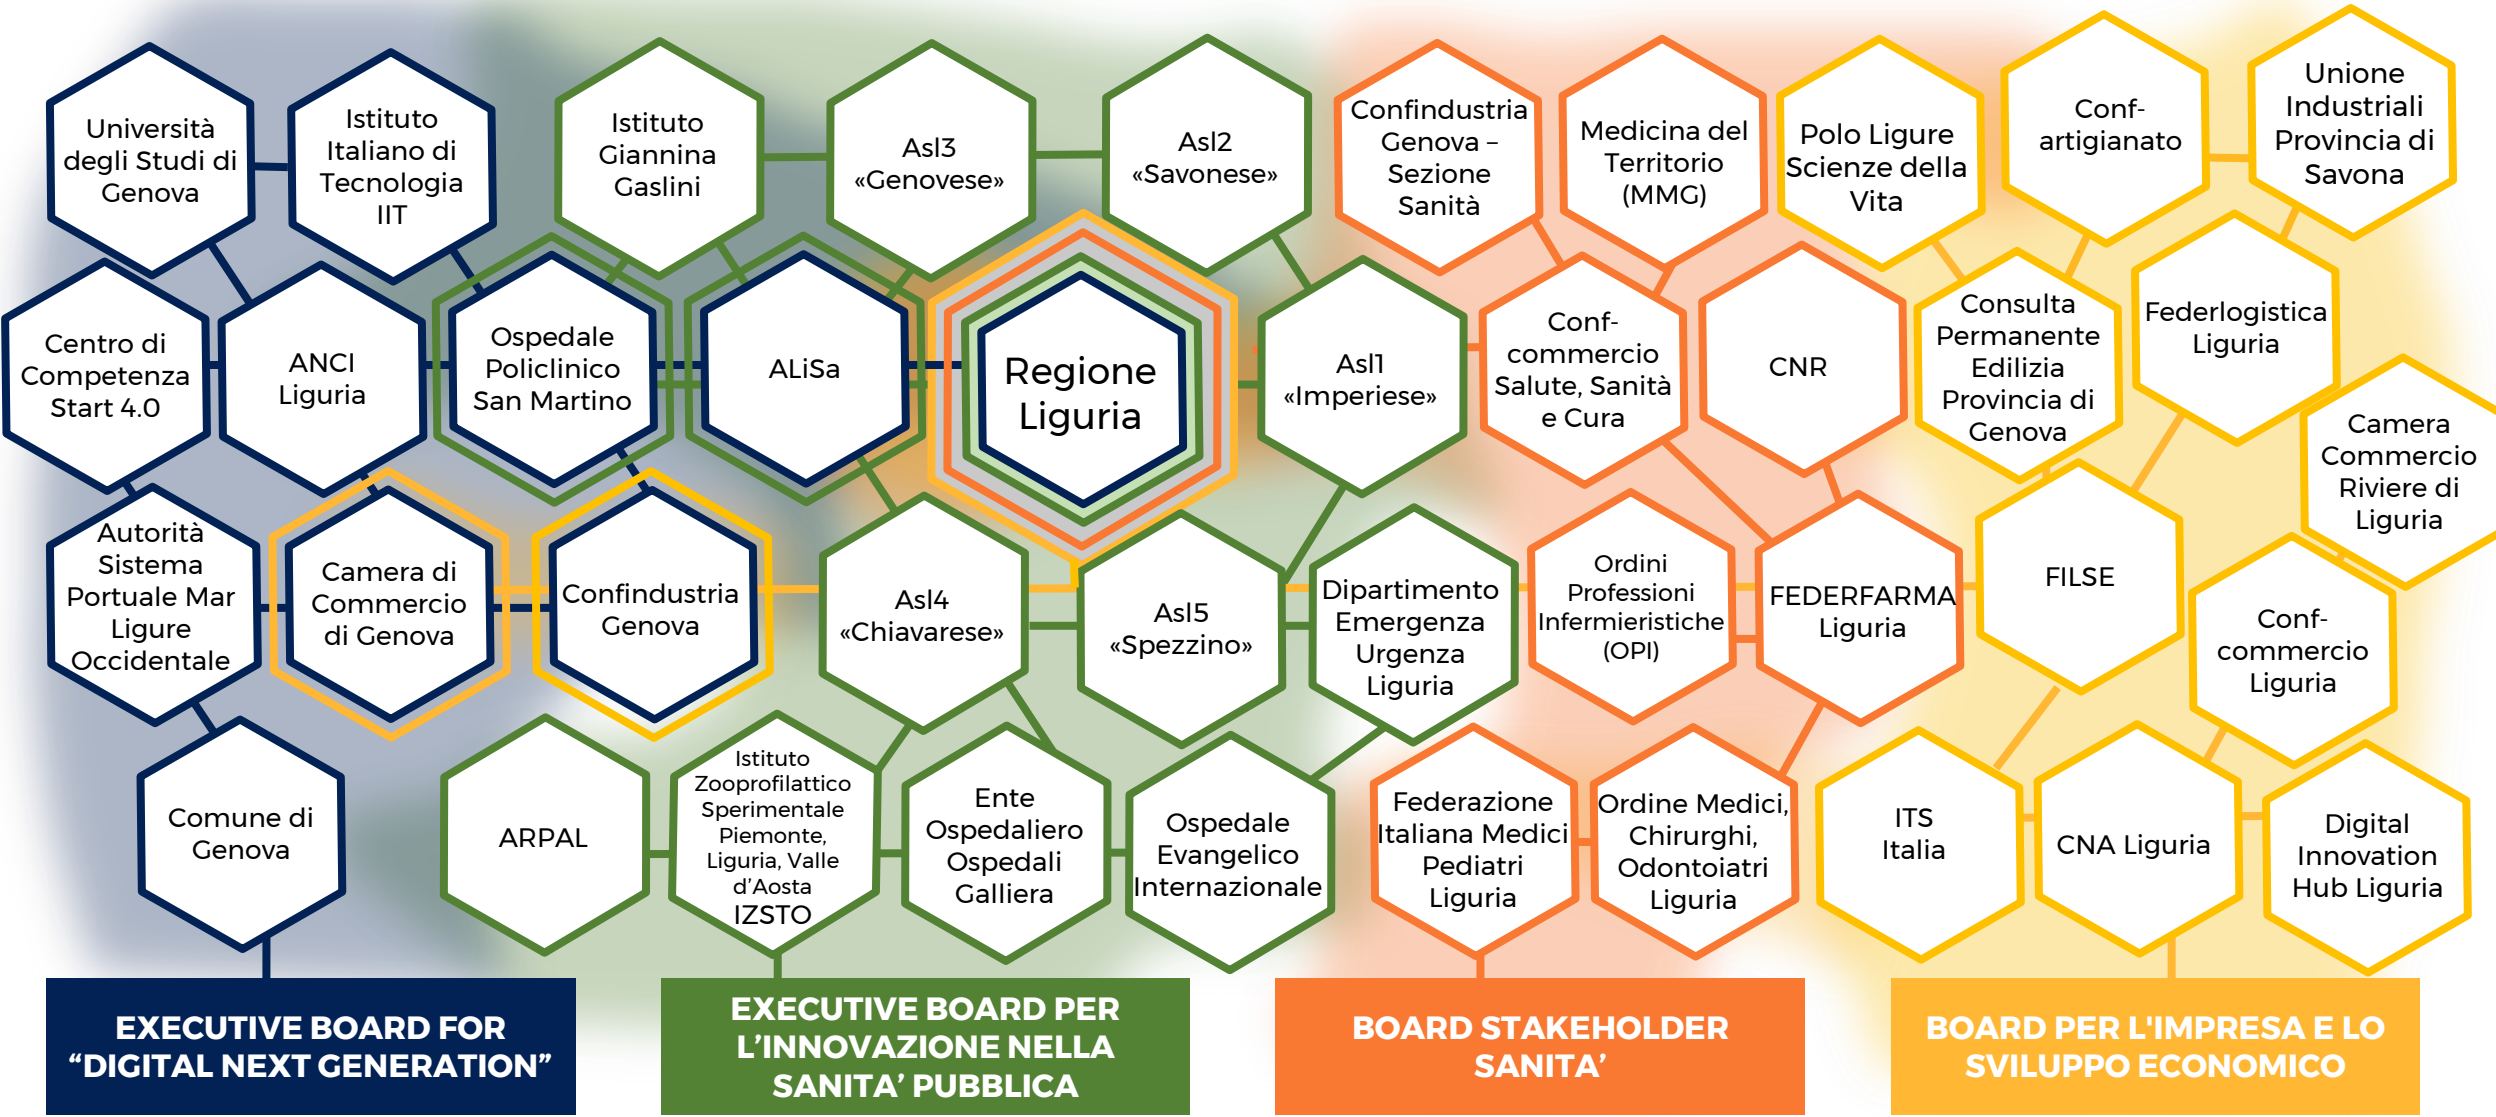 Università
degli Studi di
Genova
Istituto
Italiano di
Tecnologia
IIT
Istituto
Giannina
Gaslini
Asl3
«Genovese»
Asl2
«Savonese»
Confindustria
Genova –
Sezione
Sanità
Medicina del
Territorio
(MMG)
Polo Ligure
Scienze della
Vita
Conf-
artigianato
Unione
Industriali
Provincia di
Savona
Centro di
Competenza
Start 4.0
ANCI
Liguria
Ospedale
Policlinico
San Martino
ALiSa
Regione
Liguria
Asl1
«Imperiese»
Conf-
commercio
Salute, Sanità
e Cura
CNR
Consulta
Permanente
Edilizia
Provincia di
Genova
Federlogistica
Liguria
Camera
Commercio
Riviere di
Liguria
Autorità
Sistema
Portuale Mar
Ligure
Occidentale
Camera di
Commercio
di Genova
Confindustria
Genova
Asl4
«Chiavarese»
Asl5
«Spezzino»
Dipartimento
Emergenza
Urgenza
Liguria
Ordini
Professioni
Infermieristiche
(OPI)
FEDERFARMA
Liguria
FILSE
Conf-
commercio
Liguria
Comune di
Genova
ARPAL
Istituto
Zooprofilattico
Sperimentale
Piemonte,
Liguria, Valle
d’Aosta
IZSTO
Ente
Ospedaliero
Ospedali
Galliera
Ospedale
Evangelico
Internazionale
Federazione
Italiana Medici
Pediatri
Liguria
Ordine Medici,
Chirurghi,
Odontoiatri
Liguria
ITS
Italia
CNA Liguria
Digital
Innovation
Hub Liguria
EXECUTIVE BOARD FOR
“DIGITAL NEXT GENERATION”
EXECUTIVE BOARD PER
L’INNOVAZIONE NELLA
SANITA’ PUBBLICA
BOARD STAKEHOLDER
SANITA’
BOARD PER L'IMPRESA E LO
SVILUPPO ECONOMICO